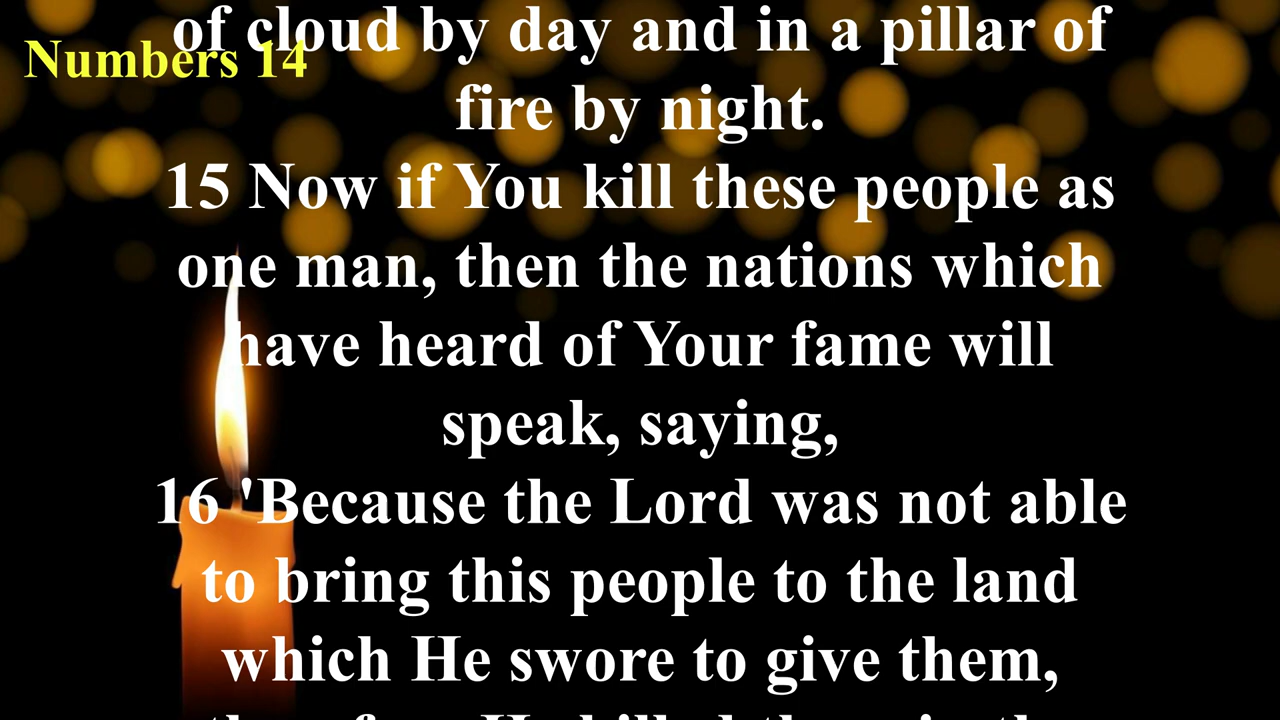 of cloud by day and in a pillar of
Numbers 14
fire by night.
15 Now if You kill these people as
one man, then the nations which
have heard of Your fame will
speak, saying,
16 'Because the Lord was not able
to bring this people to the land
which He swore to give them,